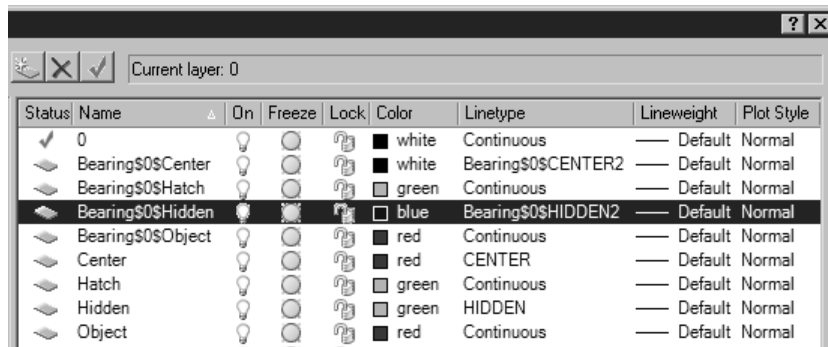 ?
Current layer: 0
Status Name On Freeze Lock Color Linetype Lineweight Plot Style
0 white Continuous Default Normal
Bearing$0$Center white Bearing$0$CENTER2 Default Normal
Bearing$0$Hatch green Continuous Default Normal
Bearing$0$Hidden blue Bearing$0$HIDDEN2 Default Normal
Bearing$0$Object red Continuous Default Normal
Center red CENTER Default Normal
Hatch green Continuous Default Normal
Hidden green HIDDEN Default Normal
Object red Continuous Default Normal